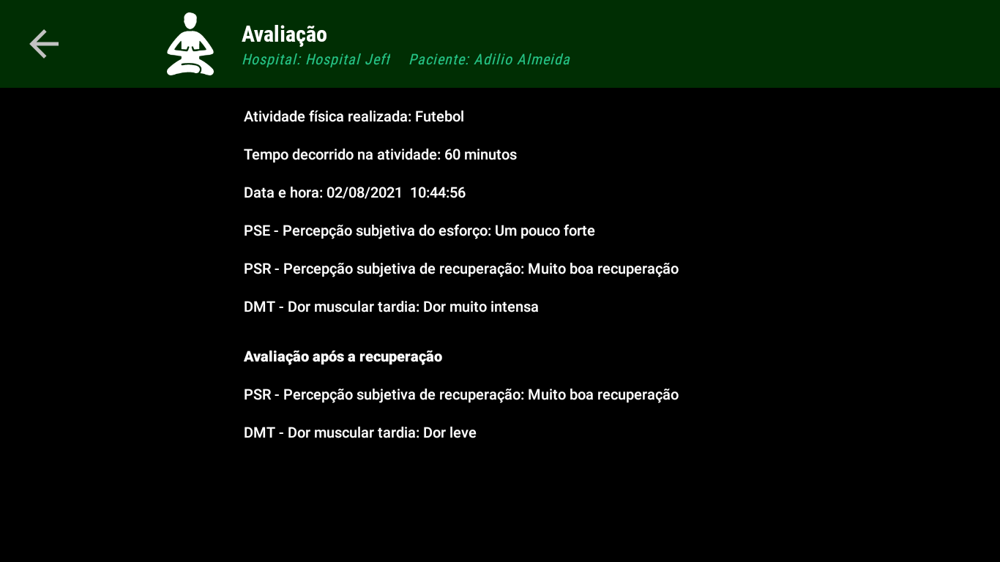 Avaliação
Hospital: Hospital Jeff Paciente: Adilio Almeida
Atividade física realizada: Futebol
Tempo decorrido na atividade: 60 minutos
Data e hora: 02/08/2021 10:44:56
PSE - Percepção subjetiva do esforço: Um pouco forte
PSR - Percepção subjetiva de recuperação: Muito boa recuperação
DMT - Dor muscular tardia: Dor muito intensa
Avaliação após a recuperação
PSR - Percepção subjetiva de recuperação: Muito boa recuperação
DMT - Dor muscular tardia: Dor leve